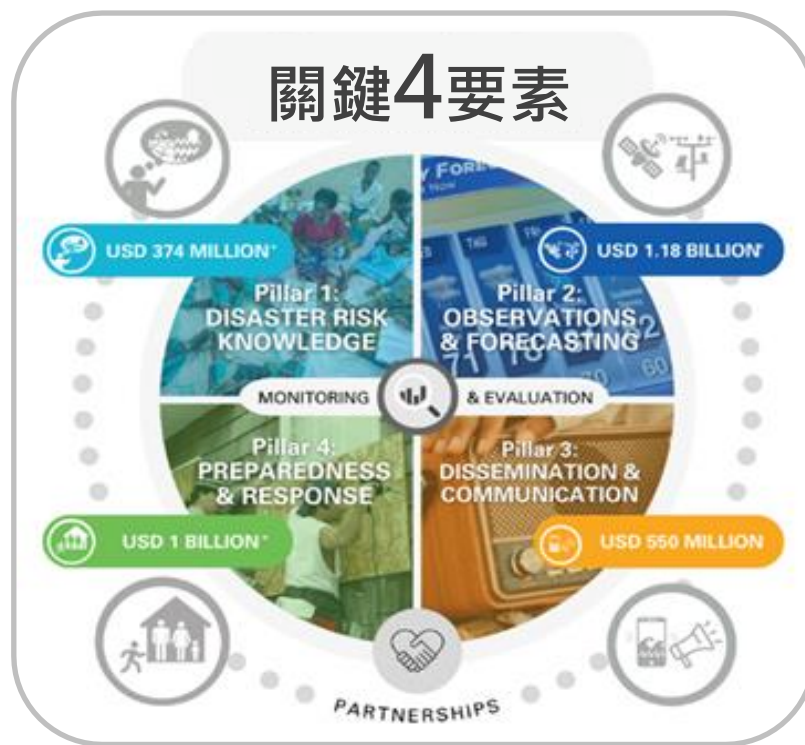 關鍵4要素
USD 374 MILLION*
USD 1.18 BILLION*
Pillar 1:
DISASTER RISK
KNOWLEDGE
Pillar 2:
OBSERVATIONS
& FORECASTING
MONITORING
& EVALUATION
Pillar 4:
PREPAREDNESS
& RESPONSE
Pillar 3:
DISSEMINATION &
COMMUNICATION
USD 1 BILLION*
USD 550 MILLION
PARTNERSHIPS